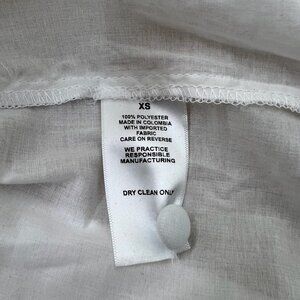 XS
100% POLYESTER
MADE IN COLOMBIA
WITH IMPORTED
FABRIC
CARE ON REVERSE
WE PRACTICE
RESPONSIBLE
MANUFACTURING
DRY CLEAN ONLY